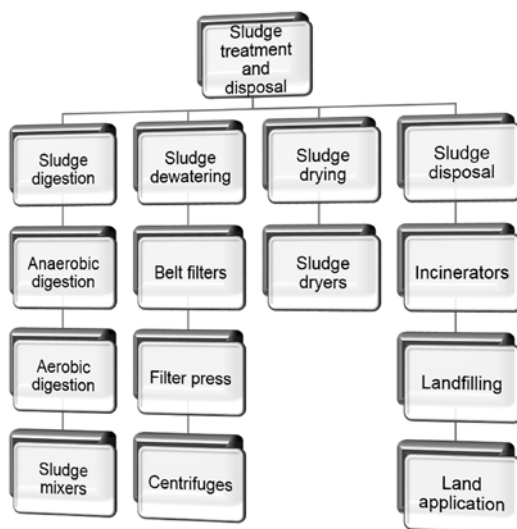 Sludge
treatment
and
disposal
Sludge
digestion
Sludge
dewatering
Sludge
drying
Sludge
disposal
Anaerobic
digestion
Belt filters
Sludge
dryers
Incinerators
Aerobic
digestion
Filter press
Landfilling
Sludge
mixers
Centrifuges
Land
application